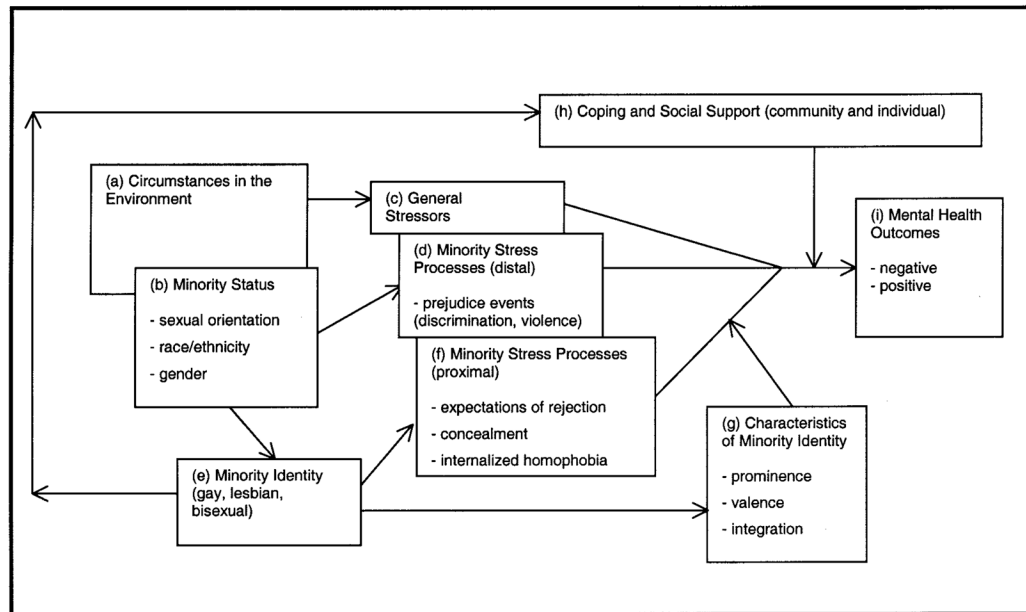 (h) Coping and Social Support (community and individual)
(a) Circumstances in the
Environment
(c) General
Stressors
(i) Mental Health
Outcomes
- negative
- positive
(d) Minority Stress
Processes (distal)
- prejudice events
(discrimination, violence)
(b) Minority Status
- sexual orientation
- race/ethnicity
- gender
(f) Minority Stress Processes
(proximal)
- expectations of rejection
- concealment
- internalized homophobia
(g) Characteristics
of Minority Identity
- prominence
- valence
- integration
(e) Minority Identity
(gay, lesbian,
bisexual)